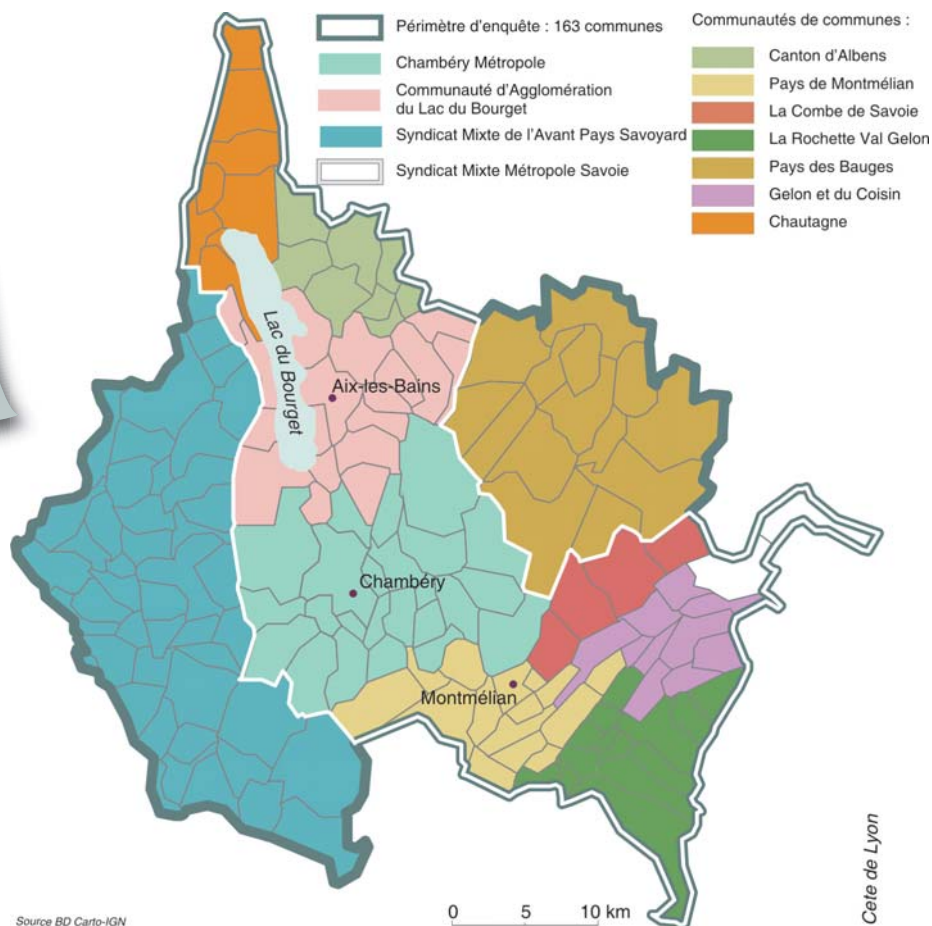 Périmètre d'enquête : 163 communes
Chambéry Métropole
Communauté d'Agglomération
du Lac du Bourget
Syndicat Mixte de l'Avant Pays Savoyard
Syndicat Mixte Métropole Savoie
Communautés de communes :
Canton d'Albens
Pays de Montmélian
La Combe de Savoie
La Rochette Val Gelon
Pays des Bauges
Gelon et du Coisin
Chautagne
Lac du Bourget
Aix-les-Bains
Chambéry
Montmélian
0 5 10 km
Source BD Carto-IGN
Cete de Lyon